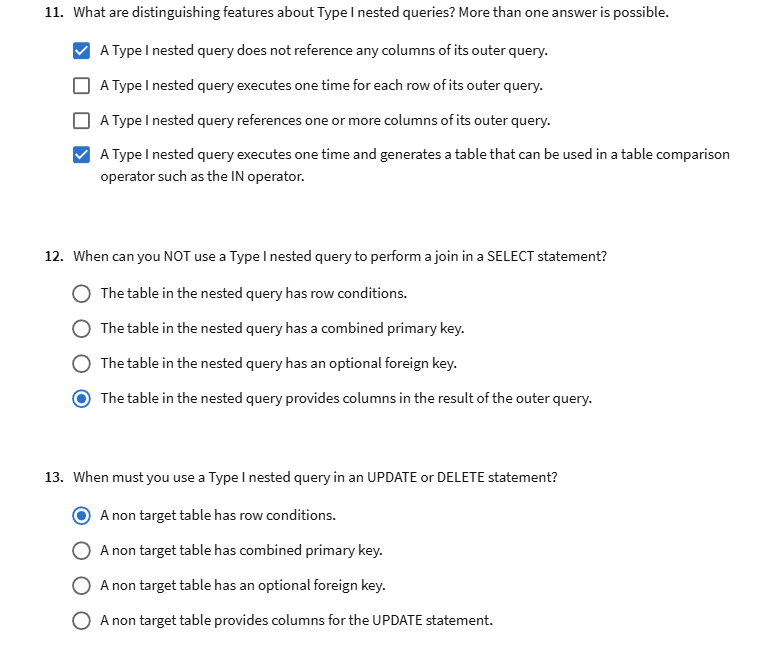 11. What are distinguishing features about Type I nested queries? More than one answer is possible.
A Type I nested query does not reference any columns of its outer query.
A Type I nested query executes one time for each row of its outer query.
A Type I nested query references one or more columns of its outer query.
A Type I nested query executes one time and generates a table that can be used in a table comparison
operator such as the IN operator.
12. When can you NOT use a Type I nested query to perform a join in a SELECT statement?
The table in the nested query has row conditions.
The table in the nested query has a combined primary key.
The table in the nested query has an optional foreign key.
The table in the nested query provides columns in the result of the outer query.
13. When must you use a Type I nested query in an UPDATE or DELETE statement?
A non target table has row conditions.
A non target table has combined primary key.
A non target table has an optional foreign key.
A non target table provides columns for the UPDATE statement.